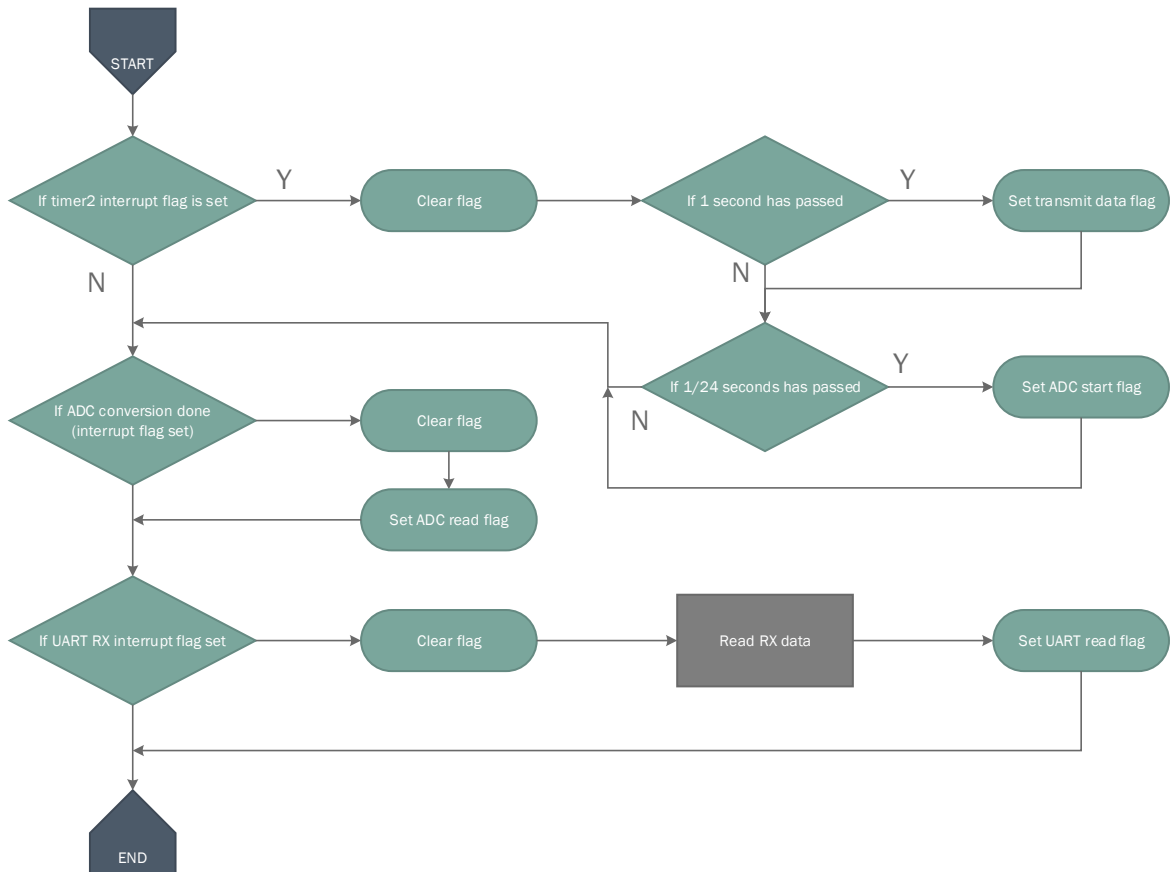 START
If timer2 interrupt flag is set
Y
Clear flag
If 1 second has passed
Y
Set transmit data flag
N
N
If 1/24 seconds has passed
Y
Set ADC start flag
N
If ADC conversion done
(interrupt flag set)
Clear flag
Set ADC read flag
If UART RX interrupt flag set
Clear flag
Read RX data
Set UART read flag
END